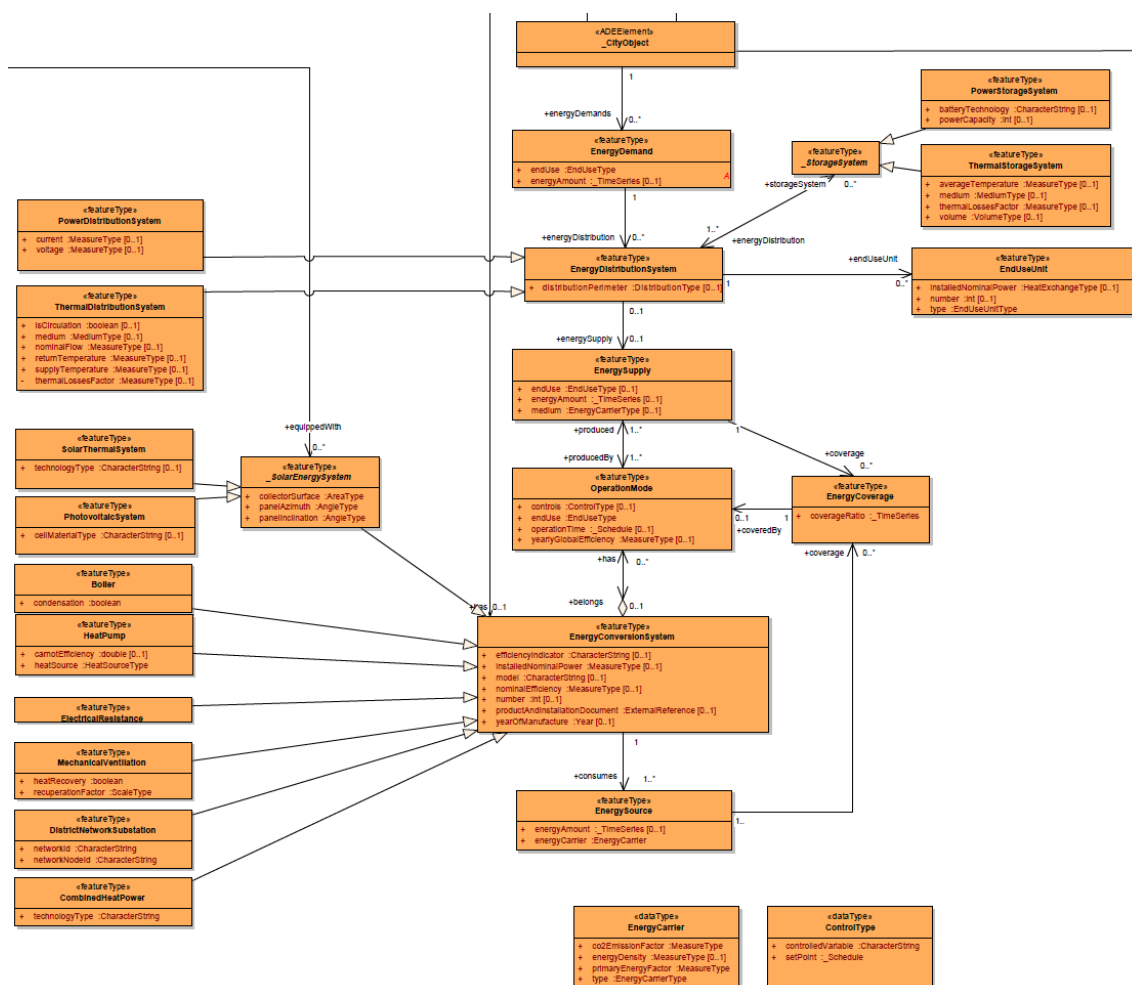 «ADEElement»
_CityObject
1
+energyDemands
0..*
«featureType»
EnergyDemand
+ endUse :EndUseType
+ energyAmount :_TimeSeries [0..1]
A
1
+energyDistribution
0..*
«featureType»
PowerStorageSystem
+ batteryTechnology :CharacterString [0..1]
+ powerCapacity :int [0..1]
«featureType»
_StorageSystem
+storageSystem
0..*
1..*
+energyDistribution
«featureType»
ThermalStorageSystem
+ averageTemperature :MeasureType [0..1]
+ medium :MediumType [0..1]
+ thermalLossesFactor :MeasureType [0..1]
+ volume :VolumeType [0..1]
«featureType»
PowerDistributionSystem
+ current :MeasureType [0..1]
+ voltage :MeasureType [0..1]
«featureType»
EnergyDistributionSystem
+ distributionPerimeter :DistributionType [0..1]
1
+endUseUnit
0..*
«featureType»
EndUseUnit
+ installedNominalPower :HeatExchangeType [0..1]
+ number :int [0..1]
+ type :EndUseUnitType
«featureType»
ThermalDistributionSystem
+ isCirculation :boolean [0..1]
+ medium :MediumType [0..1]
+ nominalFlow :MeasureType [0..1]
+ returnTemperature :MeasureType [0..1]
+ supplyTemperature :MeasureType [0..1]
- thermalLossesFactor :MeasureType [0..1]
0..1
+energySupply
0..1
«featureType»
EnergySupply
+ endUse :EndUseType [0..1]
+ energyAmount :_TimeSeries [0..1]
+ medium :EnergyCarrierType [0..1]
+produced
1..*
1
+coverage
0..*
+producedBy
1..*
+equippedWith
0..*
«featureType»
SolarThermalSystem
+ technologyType :CharacterString [0..1]
«featureType»
PhotovoltaicSystem
+ cellMaterialType :CharacterString [0..1]
«featureType»
_SolarEnergySystem
+ collectorSurface :AreaType
+ panelAzimuth :AngleType
+ panelInclination :AngleType
«featureType»
OperationMode
+ controls :ControlType [0..1]
+ endUse :EndUseType
+ operationTime :_Schedule [0..1]
+ yearlyGlobalEfficiency :MeasureType [0..1]
0..1
1
+coveredBy
«featureType»
EnergyCoverage
+ coverageRatio :_TimeSeries
+coverage
0..*
+has
0..*
+belongs
0..1
+has
0..1
«featureType»
Boiler
+ condensation :boolean
«featureType»
HeatPump
+ carnotEfficiency :double [0..1]
+ heatSource :HeatSourceType
«featureType»
ElectricalResistance
«featureType»
EnergyConversionSystem
+ efficiencyIndicator :CharacterString [0..1]
+ installedNominalPower :MeasureType [0..1]
+ model :CharacterString [0..1]
+ nominalEfficiency :MeasureType [0..1]
+ number :int [0..1]
+ productAndInstallationDocument :ExternalReference [0..1]
+ yearOfManufacture :Year [0..1]
1
+consumes
1..*
«featureType»
MechanicalVentilation
+ heatRecovery :boolean
+ recuperationFactor :ScaleType
«featureType»
DistrictNetworkSubstation
+ networkId :CharacterString
+ networkNodeId :CharacterString
«featureType»
CombinedHeatPower
+ technologyType :CharacterString
«featureType»
EnergySource
+ energyAmount :_TimeSeries [0..1]
+ energyCarrier :EnergyCarrier
1..
«dataType»
EnergyCarrier
+ co2EmissionFactor :MeasureType
+ energyDensity :MeasureType [0..1]
+ primaryEnergyFactor :MeasureType
+ type :EnergyCarrierType
«dataType»
ControlType
+ controlledVariable :CharacterString
+ setPoint :_Schedule